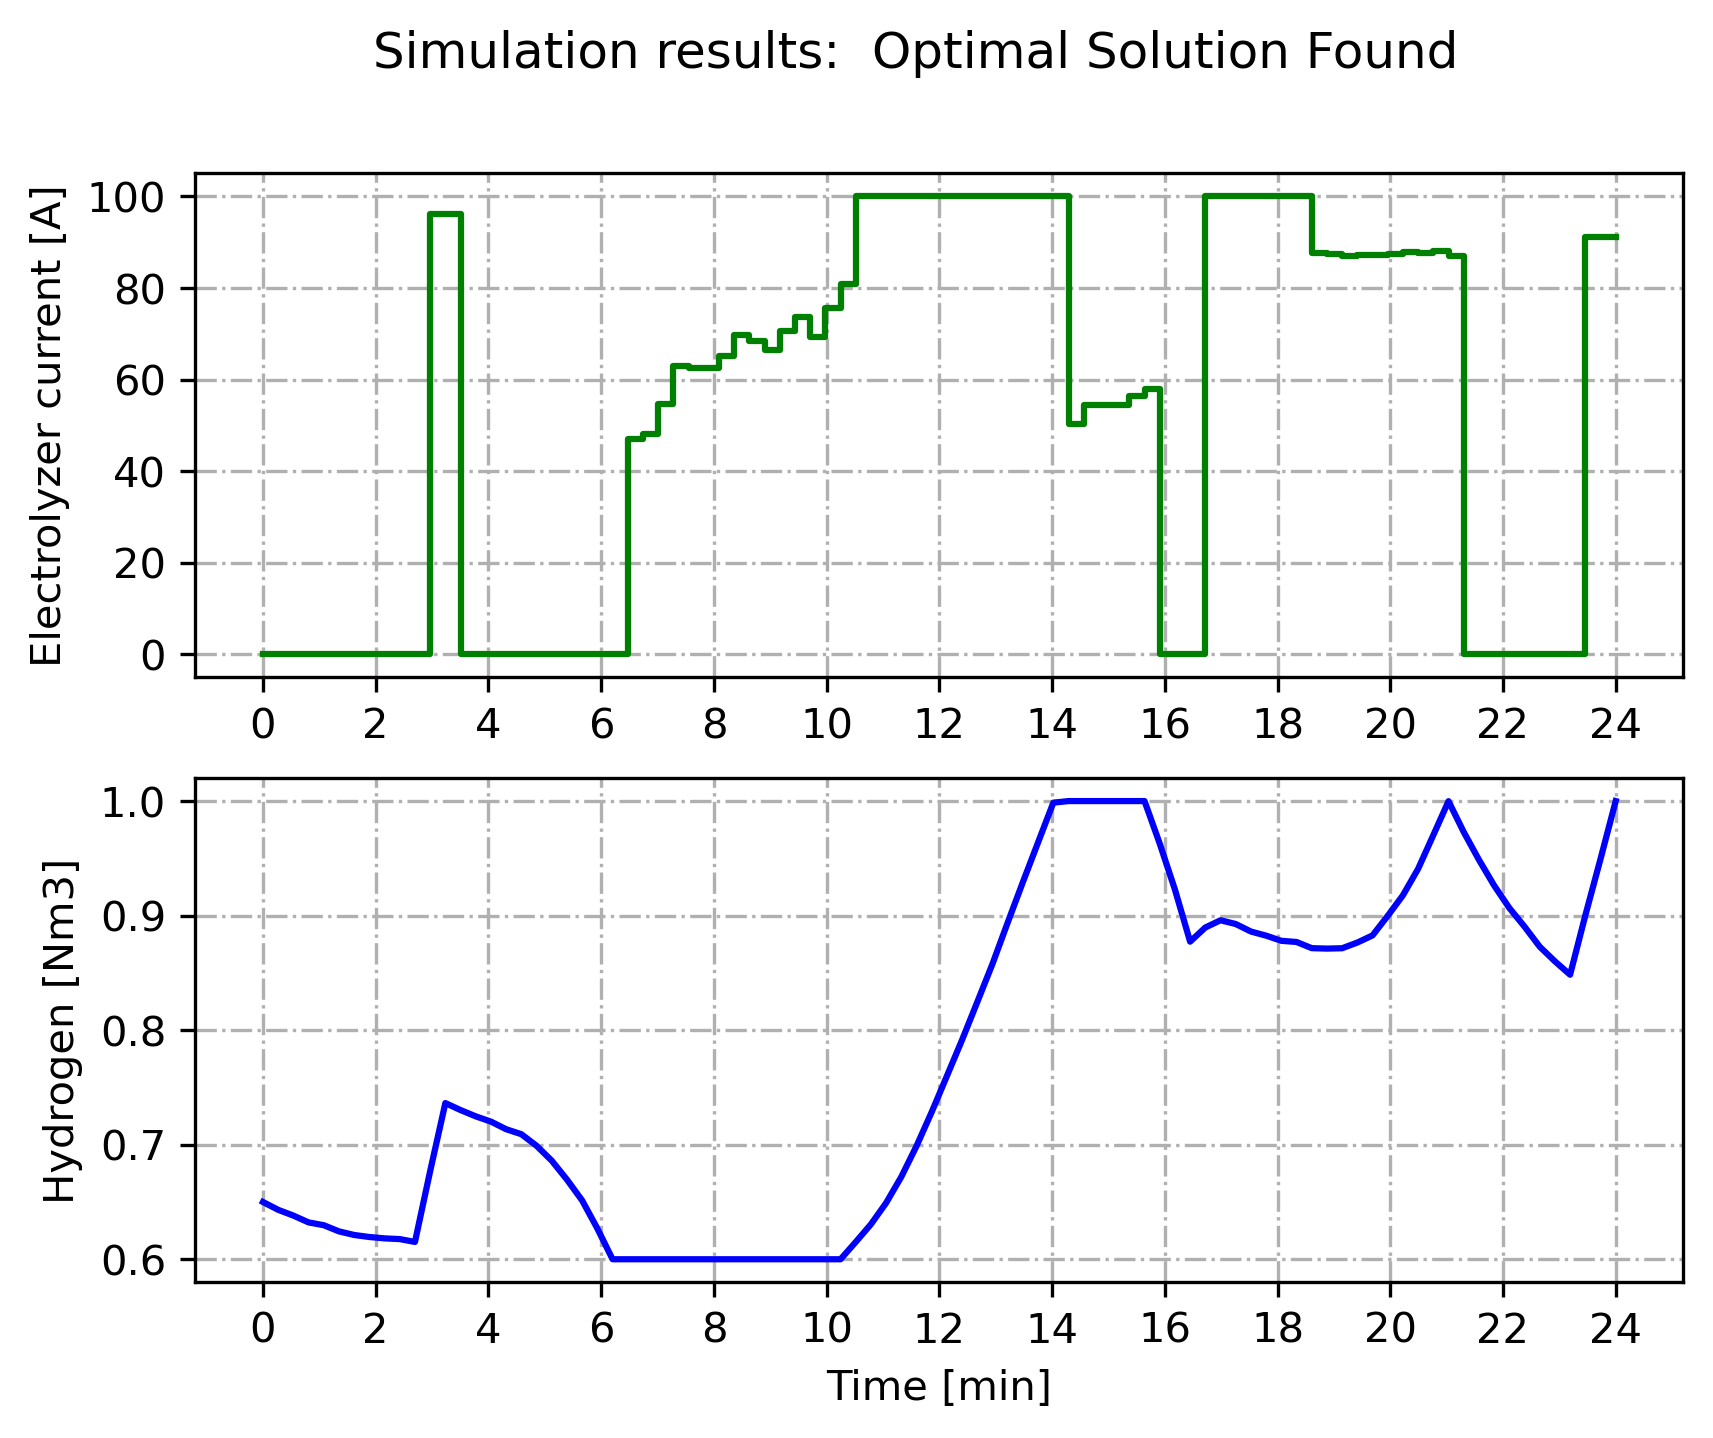 Simulation results:  Optimal Solution Found
Electrolyzer current [A]
100
80
60
40
20
0
0 2 4 6 8 10 12 14 16 18 20 22 24
Hydrogen [Nm3]
1.0
0.9
0.8
0.7
0.6
0 2 4 6 8 10 12 14 16 18 20 22 24
Time [min]